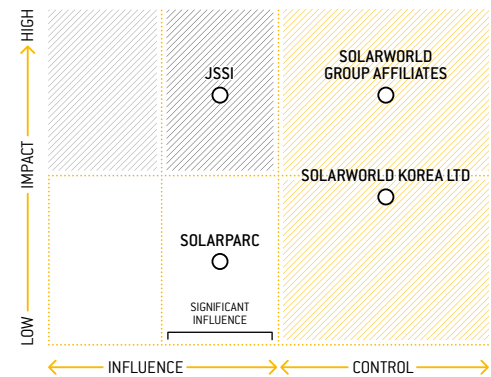 HIGH
IMPACT
LOW
JSSI
SOLARWORLD
GROUP AFFILIATES
SOLARWORLD KOREA LTD
SOLARPARC
SIGNIFICANT
INFLUENCE
INFLUENCE
CONTROL